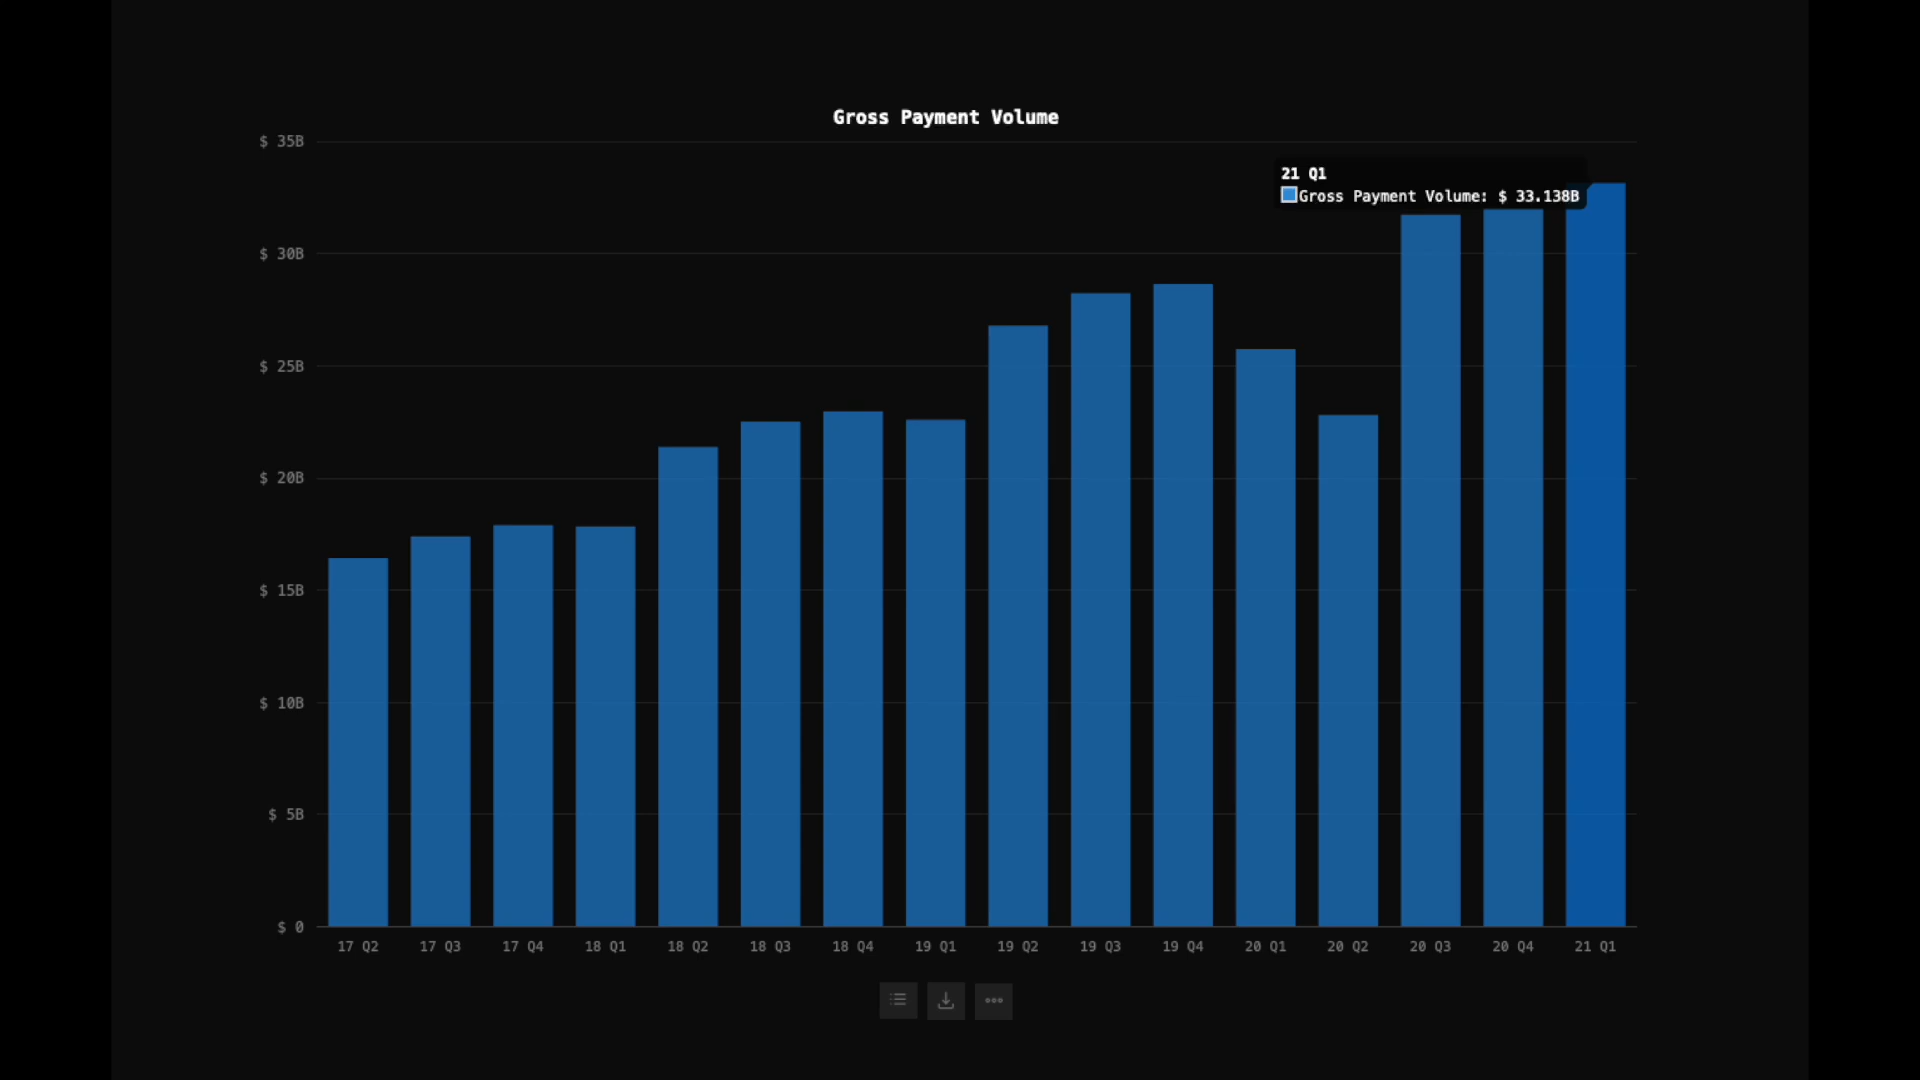 Gross Payment Volume
$ 35B
21 Q1
Gross Payment Volume: $ 33.138B
$ 30B
$ 25B
$ 20B
$ 15B
$ 10B
$ 5B
$ 0
17 Q2 17 Q3 17 Q4 18 Q1 18 Q2 18 Q3 18 Q4 19 Q1 19 Q2 19 Q3 19 Q4 20 Q1 20 Q2 20 Q3 20 Q4 21 Q1